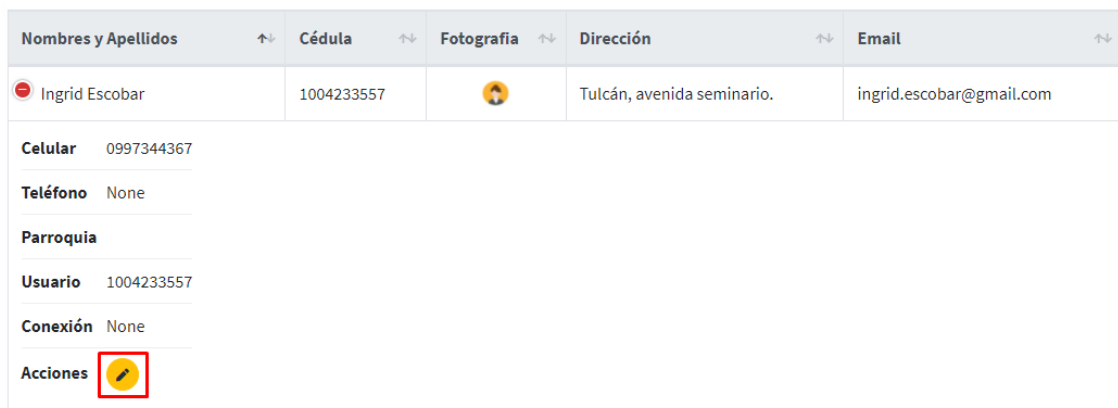 Nombres y Apellidos Cédula Fotografia Dirección Email
Ingrid Escobar 1004233557 Tulcán, avenida seminario. ingrid.escobar@gmail.com
Celular 0997344367
Teléfono None
Parroquia
Usuario 1004233557
Conexión None
Acciones